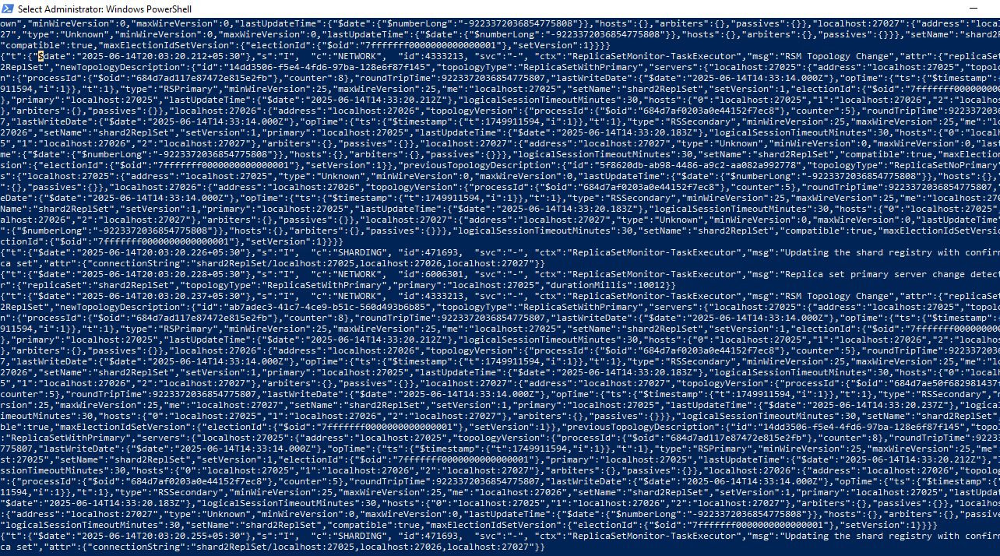 Select Administrator: Windows PowerShell
own","minWireVersion":0,"maxWireVersion":0,"lastUpdateTime":{"$date":{"$numberLong":"-9223372036854775808"}},"hosts":{},"arbiters":{},"passives":{}},"localhost:27027":{"address":"localhost:270
27","type":"Unknown","minWireVersion":0,"maxWireVersion":0,"lastUpdateTime":{"$date":{"$numberLong":"-9223372036854775808"}},"hosts":{},"arbiters":{},"passives":{}}},"setName":"shard2
"compatible":true,"maxElectionIdSetVersion":{"electionId":{"$oid":"7fffffff0000000000000001"},"setVersion":1}}}}
{"t":{"$date":"2025-06-14T20:03:20.212+05:30"},"s":"I",  "c":"NETWORK",  "id":4333213, "svc":"-", "ctx":"ReplicaSetMonitor-TaskExecutor","msg":"RSM Topology Change","attr":{"replicaSet
2ReplSet","newTopologyDescription":{"id":"14dd3506-f5e4-4fd6-97ba-128e6f87f145","topologyType":"ReplicaSetWithPrimary","servers":{"localhost:27025":{"address":"localhost:27025","topolo
n":{"processId":{"$oid":"684d7ad117e87472e815e2fb"},"counter":8},"roundTripTime":9223372036854775807,"lastWriteDate":{"$date":"2025-06-14T14:33:14.000Z"},"opTime":{"ts":{"$timestamp":
911594,"i":1}},"t":1},"type":"RSPrimary","minWireVersion":25,"maxWireVersion":25,"me":"localhost:27025","setName":"shard2ReplSet","setVersion":1,"electionId":{"$oid":"7fffffff00000000
},"primary":"localhost:27025","lastUpdateTime":{"$date":"2025-06-14T14:33:20.212Z"},"logicalSessionTimeoutMinutes":30,"hosts":{"0":"localhost:27025","1":"localhost:27026","2":"localho
},"arbiters":{},"passives":{}},"localhost:27026":{"address":"localhost:27026","topologyVersion":{"processId":{"$oid":"684d7af0203a0e44152f7ec8"},"counter":5},"roundTripTime":922337203
7,"lastWriteDate":{"$date":"2025-06-14T14:33:14.000Z"},"opTime":{"ts":{"$timestamp":{"t":1749911594,"i":1}},"t":1},"type":"RSSecondary","minWireVersion":25,"maxWireVersion":25,"me":"lo
27026","setName":"shard2ReplSet","setVersion":1,"primary":"localhost:27025","lastUpdateTime":{"$date":"2025-06-14T14:33:20.183Z"},"logicalSessionTimeoutMinutes":30,"hosts":{"0":"localh
5","1":"localhost:27026","2":"localhost:27027"},"arbiters":{},"passives":{}},"localhost:27027":{"address":"localhost:27027","type":"Unknown","minWireVersion":0,"maxWireVersion":0,"las
me":{"$date":{"$numberLong":"-9223372036854775808"}},"hosts":{},"arbiters":{},"passives":{}}},"logicalSessionTimeoutMinutes":30,"setName":"shard2ReplSet","compatible":true,"maxElection
sion":{"electionId":{"$oid":"7fffffff0000000000000001"},"setVersion":1}},"previousTopologyDescription":{"id":"5f8620db-ab98-4486-a9c2-aa082a992778","topologyType":"ReplicaSetNoPrimary
s":{"localhost:27025":{"address":"localhost:27025","type":"Unknown","minWireVersion":0,"maxWireVersion":0,"lastUpdateTime":{"$date":{"$numberLong":"-9223372036854775808"}},"hosts":{},
":{},"passives":{}},"localhost:27026":{"address":"localhost:27026","topologyVersion":{"processId":{"$oid":"684d7af0203a0e44152f7ec8"},"counter":5},"roundTripTime":9223372036854775807,
eDate":{"$date":"2025-06-14T14:33:14.000Z"},"opTime":{"ts":{"$timestamp":{"t":1749911594,"i":1}},"t":1},"type":"RSSecondary","minWireVersion":25,"maxWireVersion":25,"me":"localhost:27
Name":"shard2ReplSet","setVersion":1,"primary":"localhost:27025","lastUpdateTime":{"$date":"2025-06-14T14:33:20.183Z"},"logicalSessionTimeoutMinutes":30,"hosts":{"0":"localhost:27025"
alhost:27026","2":"localhost:27027"},"arbiters":{},"passives":{}},"localhost:27027":{"address":"localhost:27027","type":"Unknown","minWireVersion":0,"maxWireVersion":0,"lastUpdateTime
":{"$numberLong":"-9223372036854775808"}},"hosts":{},"arbiters":{},"passives":{}}},"logicalSessionTimeoutMinutes":30,"setName":"shard2ReplSet","compatible":true,"maxElectionIdSetVersi
ctionId":{"$oid":"7fffffff0000000000000001"},"setVersion":1}}}}
{"t":{"$date":"2025-06-14T20:03:20.226+05:30"},"s":"I",  "c":"SHARDING", "id":471693,  "svc":"-", "ctx":"ReplicaSetMonitor-TaskExecutor","msg":"Updating the shard registry with confirm
ca set","attr":{"connectionString":"shard2ReplSet/localhost:27025,localhost:27026,localhost:27027"}}
{"t":{"$date":"2025-06-14T20:03:20.228+05:30"},"s":"I",  "c":"NETWORK",  "id":6006301, "svc":"-", "ctx":"ReplicaSetMonitor-TaskExecutor","msg":"Replica set primary server change detect
r":{"replicaSet":"shard2ReplSet","topologyType":"ReplicaSetWithPrimary","primary":"localhost:27025","durationMillis":10012}}
{"t":{"$date":"2025-06-14T20:03:20.237+05:30"},"s":"I",  "c":"NETWORK",  "id":4333213, "svc":"-", "ctx":"ReplicaSetMonitor-TaskExecutor","msg":"RSM Topology Change","attr":{"replicaSet
2ReplSet","newTopologyDescription":{"id":"ab7adec3-41c7-4ce9-b51c-560d493b6b85","topologyType":"ReplicaSetWithPrimary","servers":{"localhost:27025":{"address":"localhost:27025","topolo
n":{"processId":{"$oid":"684d7ad117e87472e815e2fb"},"counter":8},"roundTripTime":9223372036854775807,"lastWriteDate":{"$date":"2025-06-14T14:33:14.000Z"},"opTime":{"ts":{"$timestamp":
911594,"i":1}},"t":1},"type":"RSPrimary","minWireVersion":25,"maxWireVersion":25,"me":"localhost:27025","setName":"shard2ReplSet","setVersion":1,"electionId":{"$oid":"7fffffff00000000
},"primary":"localhost:27025","lastUpdateTime":{"$date":"2025-06-14T14:33:20.212Z"},"logicalSessionTimeoutMinutes":30,"hosts":{"0":"localhost:27025","1":"localhost:27026","2":"localho
},"arbiters":{},"passives":{}},"localhost:27026":{"address":"localhost:27026","topologyVersion":{"processId":{"$oid":"684d7af0203a0e44152f7ec8"},"counter":5},"roundTripTime":922337203
7,"lastWriteDate":{"$date":"2025-06-14T14:33:14.000Z"},"opTime":{"ts":{"$timestamp":{"t":1749911594,"i":1}},"t":1},"type":"RSSecondary","minWireVersion":25,"maxWireVersion":25,"me":"lo
27026","setName":"shard2ReplSet","setVersion":1,"primary":"localhost:27025","lastUpdateTime":{"$date":"2025-06-14T14:33:20.183Z"},"logicalSessionTimeoutMinutes":30,"hosts":{"0":"localh
5","1":"localhost:27026","2":"localhost:27027"},"arbiters":{},"passives":{}},"localhost:27027":{"address":"localhost:27027","topologyVersion":{"processId":{"$oid":"684d7ae50f682981437
counter":5},"roundTripTime":9223372036854775807,"lastWriteDate":{"$date":"2025-06-14T14:33:14.000Z"},"opTime":{"ts":{"$timestamp":{"t":1749911594,"i":1}},"t":1},"type":"RSSecondary","m
ersion":25,"maxWireVersion":25,"me":"localhost:27027","setName":"shard2ReplSet","setVersion":1,"primary":"localhost:27025","lastUpdateTime":{"$date":"2025-06-14T14:33:20.237Z"},"logic
imeoutMinutes":30,"hosts":{"0":"localhost:27025","1":"localhost:27026","2":"localhost:27027"},"arbiters":{},"passives":{}}},"logicalSessionTimeoutMinutes":30,"setName":"shard2ReplSet"
ble":true,"maxElectionIdSetVersion":{"electionId":{"$oid":"7fffffff0000000000000001"},"setVersion":1}},"previousTopologyDescription":{"id":"14dd3506-f5e4-4fd6-97ba-128e6f87f145","topo
:"ReplicaSetWithPrimary","servers":{"localhost:27025":{"address":"localhost:27025","topologyVersion":{"processId":{"$oid":"684d7ad117e87472e815e2fb"},"counter":8},"roundTripTime":9223
775807,"lastWriteDate":{"$date":"2025-06-14T14:33:14.000Z"},"opTime":{"ts":{"$timestamp":{"t":1749911594,"i":1}},"t":1},"type":"RSPrimary","minWireVersion":25,"maxWireVersion":25,"me":
st:27025","setName":"shard2ReplSet","setVersion":1,"electionId":{"$oid":"7fffffff0000000000000001"},"primary":"localhost:27025","lastUpdateTime":{"$date":"2025-06-14T14:33:20.212Z"},"l
ssionTimeoutMinutes":30,"hosts":{"0":"localhost:27025","1":"localhost:27026","2":"localhost:27027"},"arbiters":{},"passives":{}},"localhost:27026":{"address":"localhost:27026","topolog
":{"processId":{"$oid":"684d7af0203a0e44152f7ec8"},"counter":5},"roundTripTime":9223372036854775807,"lastWriteDate":{"$date":"2025-06-14T14:33:14.000Z"},"opTime":{"ts":{"$timestamp":{
11594,"i":1}},"t":1},"type":"RSSecondary","minWireVersion":25,"maxWireVersion":25,"me":"localhost:27026","setName":"shard2ReplSet","setVersion":1,"primary":"localhost:27025","lastUpda
14T14:33:20.183Z"},"logicalSessionTimeoutMinutes":30,"hosts":{"0":"localhost:27025","1":"localhost:27026","2":"localhost:27027"},"arbiters":{},"passives":{}},"localhost:
:{"address":"localhost:27027","type":"Unknown","minWireVersion":0,"maxWireVersion":0,"lastUpdateTime":{"$date":{"$numberLong":"-9223372036854775808"}},"hosts":{},"arbiters":{},"passive
logicalSessionTimeoutMinutes":30,"setName":"shard2ReplSet","compatible":true,"maxElectionIdSetVersion":{"electionId":{"$oid":"7fffffff0000000000000001"},"setVersion":1}}}}
{"t":{"$date":"2025-06-14T20:03:20.255+05:30"},"s":"I",  "c":"SHARDING", "id":471693,  "svc":"-", "ctx":"ReplicaSetMonitor-TaskExecutor","msg":"Updating the shard registry with confirm
ca set","attr":{"connectionString":"shard2ReplSet/localhost:27025,localhost:27026,localhost:27027"}}